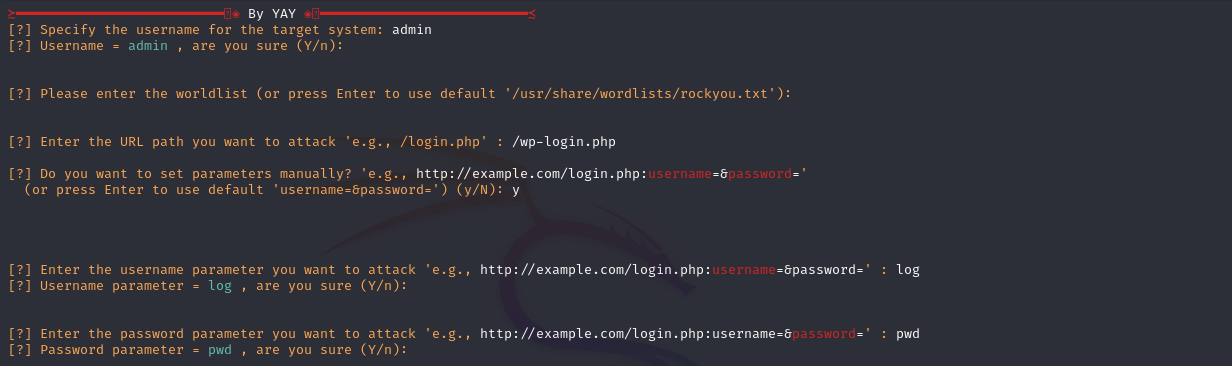 By YAY
[?] Specify the username for the target system: admin
[?] Username = admin , are you sure (Y/n):
[?] Please enter the worldlist (or press Enter to use default '/usr/share/wordlists/rockyou.txt'):
[?] Enter the URL path you want to attack 'e.g., /login.php' : /wp-login.php
[?] Do you want to set parameters manually? 'e.g., http://example.com/login.php:username=&password='
(or press Enter to use default 'username=&password=') (y/N): y
[?] Enter the username parameter you want to attack 'e.g., http://example.com/login.php:username=&password=' : log
[?] Username parameter = log , are you sure (Y/n):
[?] Enter the password parameter you want to attack 'e.g., http://example.com/login.php:username=&password=' : pwd
[?] Password parameter = pwd , are you sure (Y/n):